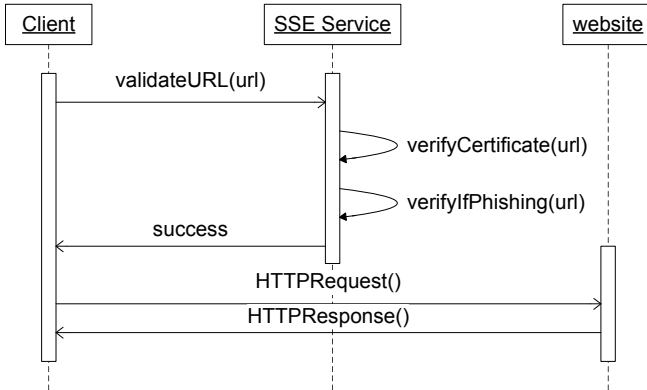 Client
SSE Service
website
validateURL(url)
verifyCertificate(url)
verifyIfPhishing(url)
success
HTTPRequest()
HTTPResponse()